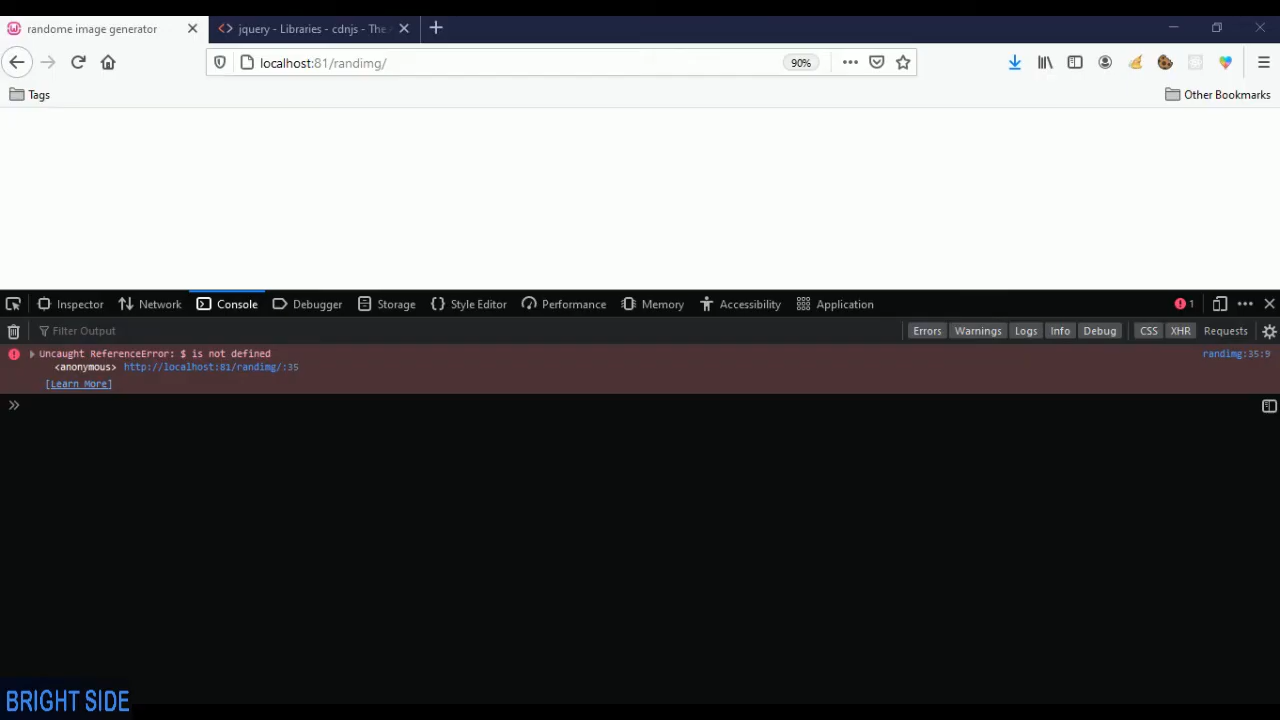 randome image generator
jquery - Libraries - cdnjs - The
localhost:81/randimg/
90%
Tags
Other Bookmarks
Inspector
Network
Console
Debugger
Storage
Style Editor
Performance
Memory
Accessibility
Application
1
Filter Output
Errors
Warnings
Logs
Info
Debug
CSS
XHR
Requests
Uncaught ReferenceError: $ is not defined
randimg:35:9
<anonymous> http://localhost:81/randimg/:35
[Learn More]
BRIGHT SIDE